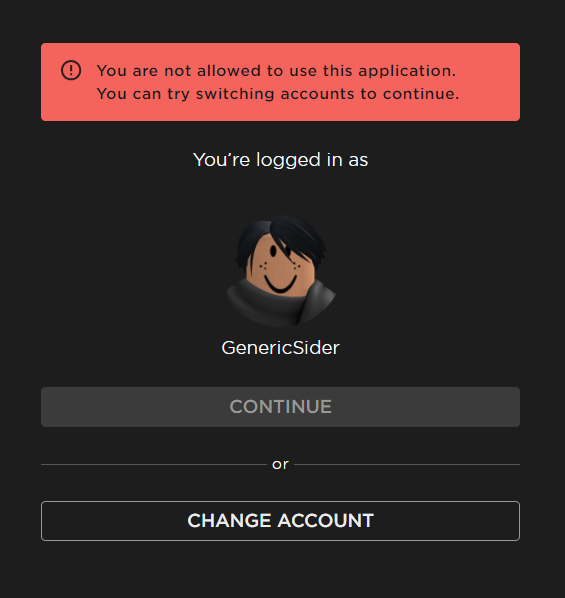 You are not allowed to use this application.
You can try switching accounts to continue.
You're logged in as
GenericSider
CONTINUE
or
CHANGE ACCOUNT